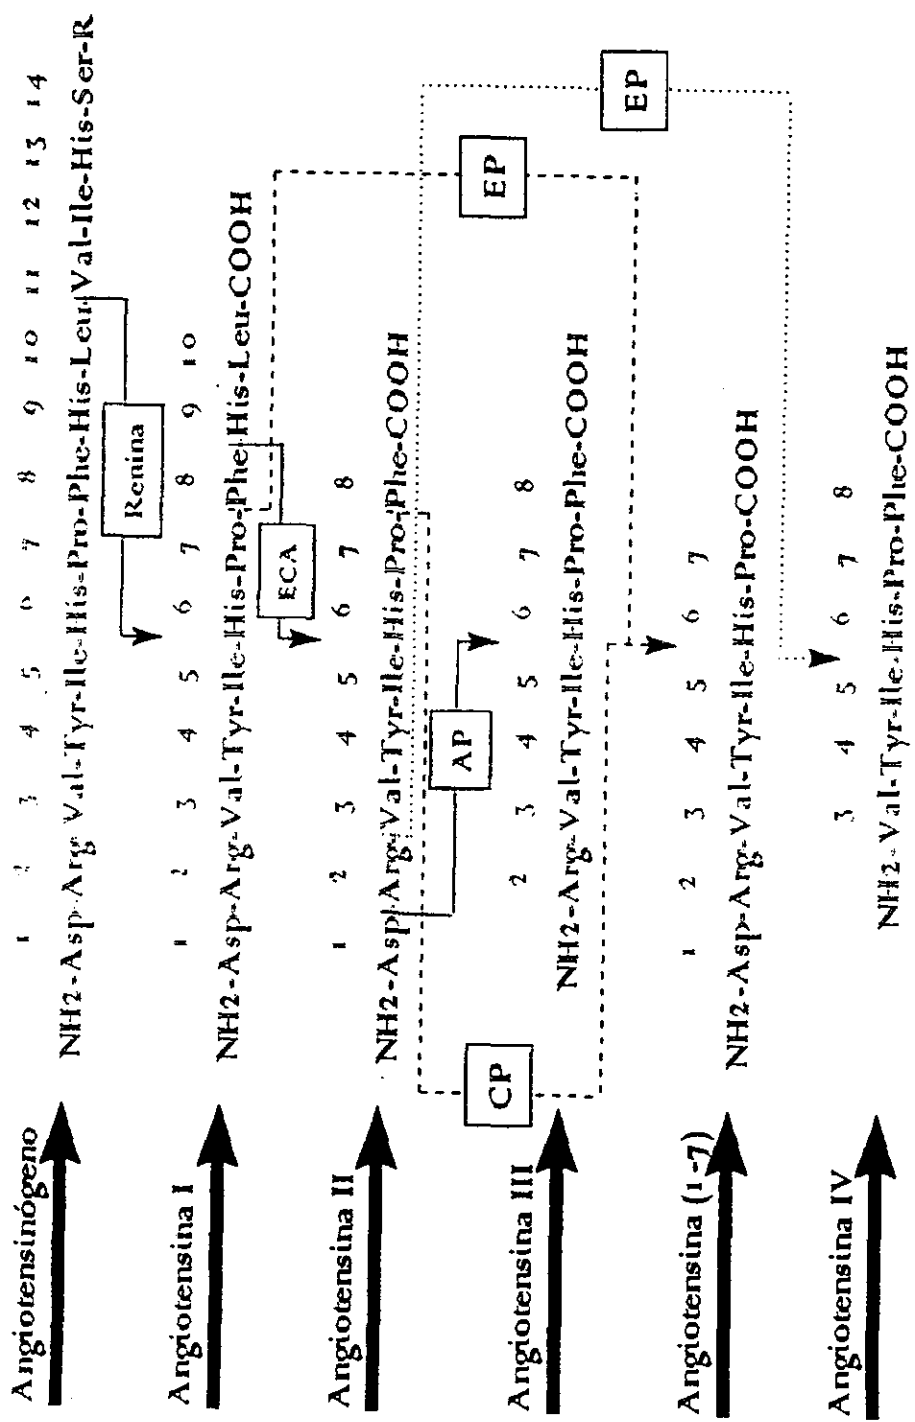 Angiotensinógeno
1 2 3 4 5 6 7 8 9 10 11 12 13 14
NH2-Asp-Arg-Val-Tyr-Ile-His-Pro-Phe-His-Leu-Val-Ile-His-Ser-R
Renina
Angiotensina I
1 2 3 4 5 6 7 8 9 10
NH2-Asp-Arg-Val-Tyr-Ile-His-Pro-Phe-His-Leu-COOH
ECA
EP
EP
Angiotensina II
1 2 3 4 5 6 7 8
NH2-Asp-Arg-Val-Tyr-Ile-His-Pro-Phe-COOH
AP
CP
Angiotensina III
2 3 4 5 6 7 8
NH2-Arg-Val-Tyr-Ile-His-Pro-Phe-COOH
Angiotensina (1-7)
1 2 3 4 5 6 7
NH2-Asp-Arg-Val-Tyr-Ile-His-Pro-COOH
Angiotensina IV
3 4 5 6 7 8
NH2-Val-Tyr-Ile-His-Pro-Phe-COOH